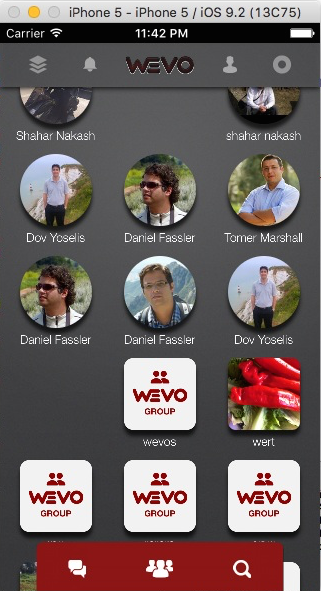 iPhone 5 - iPhone 5 / iOS 9.2 (13C75)
Carrier 11:42 PM
WEVO
Shahar Nakash shahar nakash
Dov Yoselis Daniel Fassler Tomer Marshall
Daniel Fassler Daniel Fassler Dov Yoselis
WEVO
GROUP
wevos wert
WEVO WEVO WEVO
GROUP GROUP GROUP